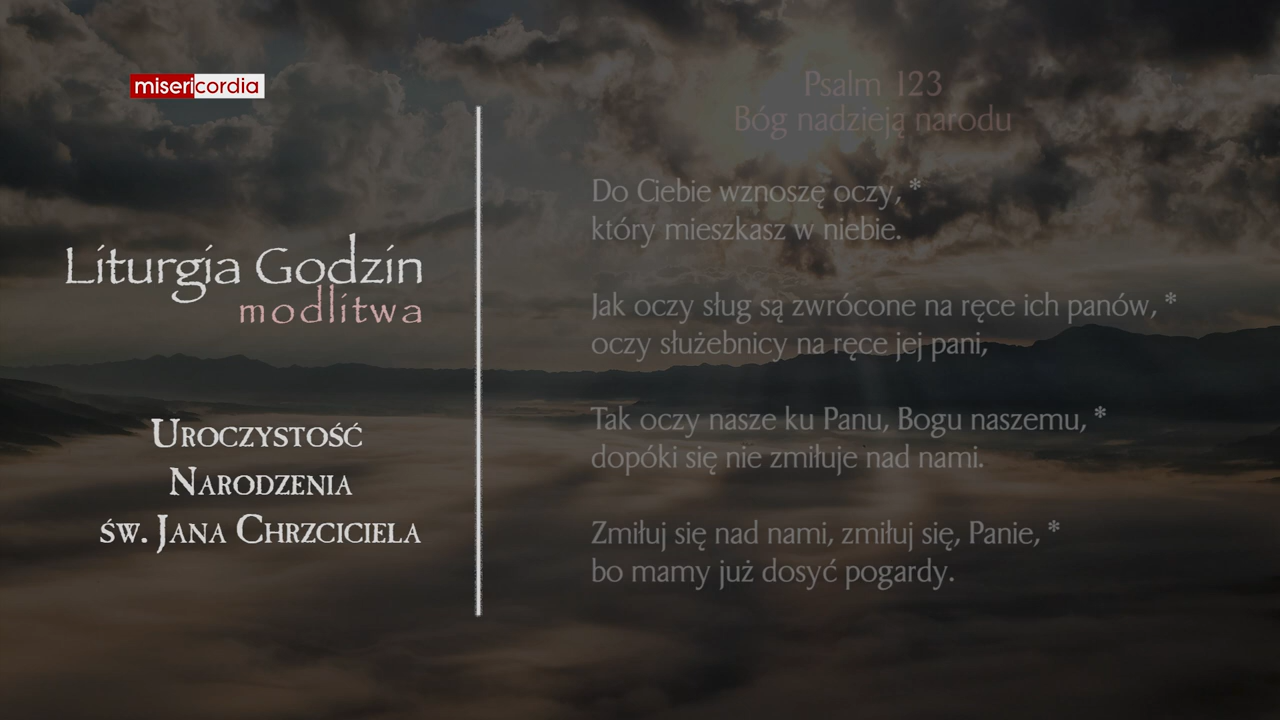 misericordia
Liturgia Godzin
modlitwa
Uroczystość
Narodzenia
św. Jana Chrzciciela
Psalm 123
Bóg nadzieją narodu
Do Ciebie wznoszę oczy, *
który mieszkasz w niebie.
Jak oczy sług są zwrócone na ręce ich panów, *
oczy służebnicy na ręce jej pani,
Tak oczy nasze ku Panu, Bogu naszemu, *
dopóki się nie zmiłuje nad nami.
Zmiłuj się nad nami, zmiłuj się, Panie, *
bo mamy już dosyć pogardy.